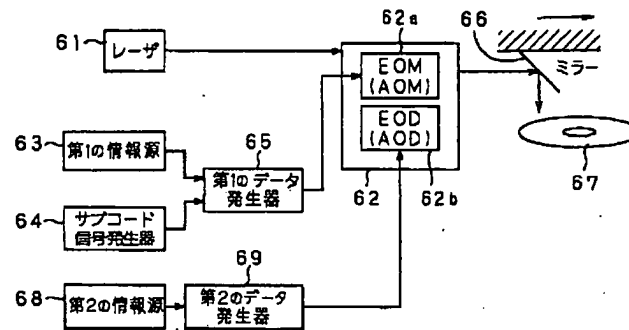 61
レーザ
62a
EOM
(AOM)
EOD
(AOD)
62
62b
66
ミラー
67
63
第1の情報源
64
サブコード
信号発生器
65
第1のデータ
発生器
68
第2の情報源
69
第2のデータ
発生器